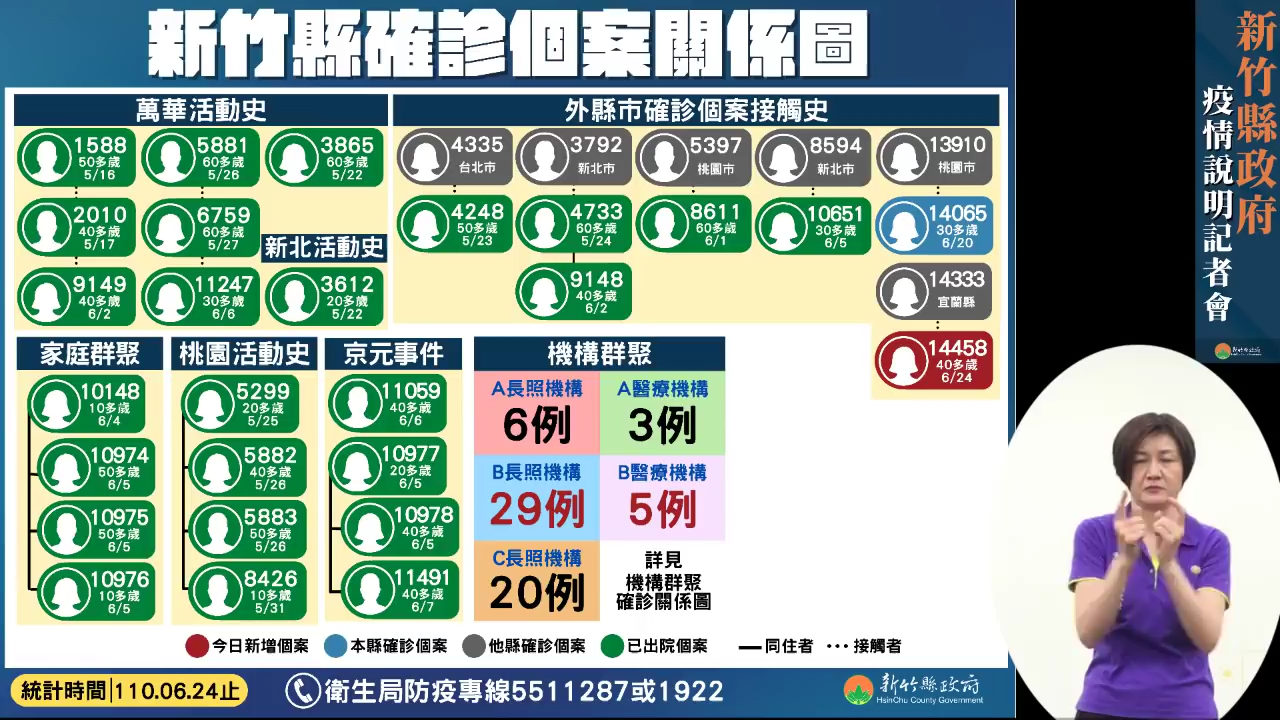 新竹縣確診個案關係圖
萬華活動史
1588
50多歲
5/16
5881
60多歲
5/26
3865
60多歲
5/22
2010
40多歲
5/17
6759
60多歲
5/27
新北活動史
9149
40多歲
6/2
11247
30多歲
6/6
3612
20多歲
5/22
外縣市確診個案接觸史
4335
台北市
3792
新北市
5397
桃園市
8594
新北市
13910
桃園市
4248
50多歲
5/23
4733
60多歲
5/24
8611
60多歲
6/1
10651
30多歲
6/5
14065
30多歲
6/20
9148
40多歲
6/2
14333
宜蘭縣
14458
40多歲
6/24
家庭群聚
10148
10多歲
6/4
10974
50多歲
6/5
10975
50多歲
6/5
10976
10多歲
6/5
桃園活動史
5299
20多歲
5/25
5882
40多歲
5/26
5883
50多歲
5/26
8426
10多歲
5/31
京元事件
11059
40多歲
6/6
10977
20多歲
6/5
10978
40多歲
6/5
11491
40多歲
6/7
機構群聚
A長照機構
6例
A醫療機構
3例
B長照機構
29例
B醫療機構
5例
C長照機構
20例
詳見
機構群聚
確診關係圖
今日新增個案 本縣確診個案 他縣確診個案 已出院個案 同住者 接觸者
統計時間|110.06.24止
衛生局防疫專線5511287或1922
新竹縣政府
HsinChu County Government
新竹縣政府
疫情說明記者會
新竹縣政府